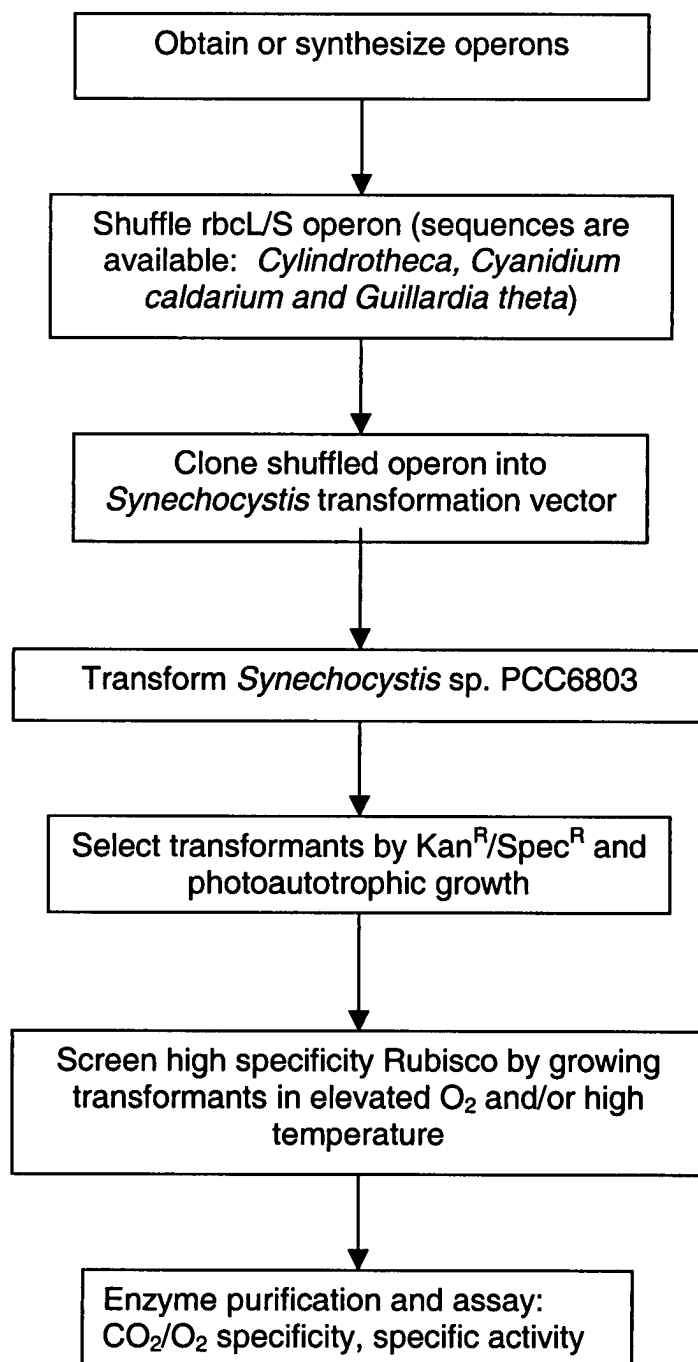 Obtain or synthesize operons
Shuffle rbcL/S operon (sequences are
available: Cylindrotheca, Cyanidium
caldarium and Guillardia theta)
Clone shuffled operon into
Synechocystis transformation vector
Transform Synechocystis sp. PCC6803
Select transformants by Kan^R/Spec^R and
photoautotrophic growth
Screen high specificity Rubisco by growing
transformants in elevated O₂ and/or high
temperature
Enzyme purification and assay:
CO₂/O₂ specificity, specific activity